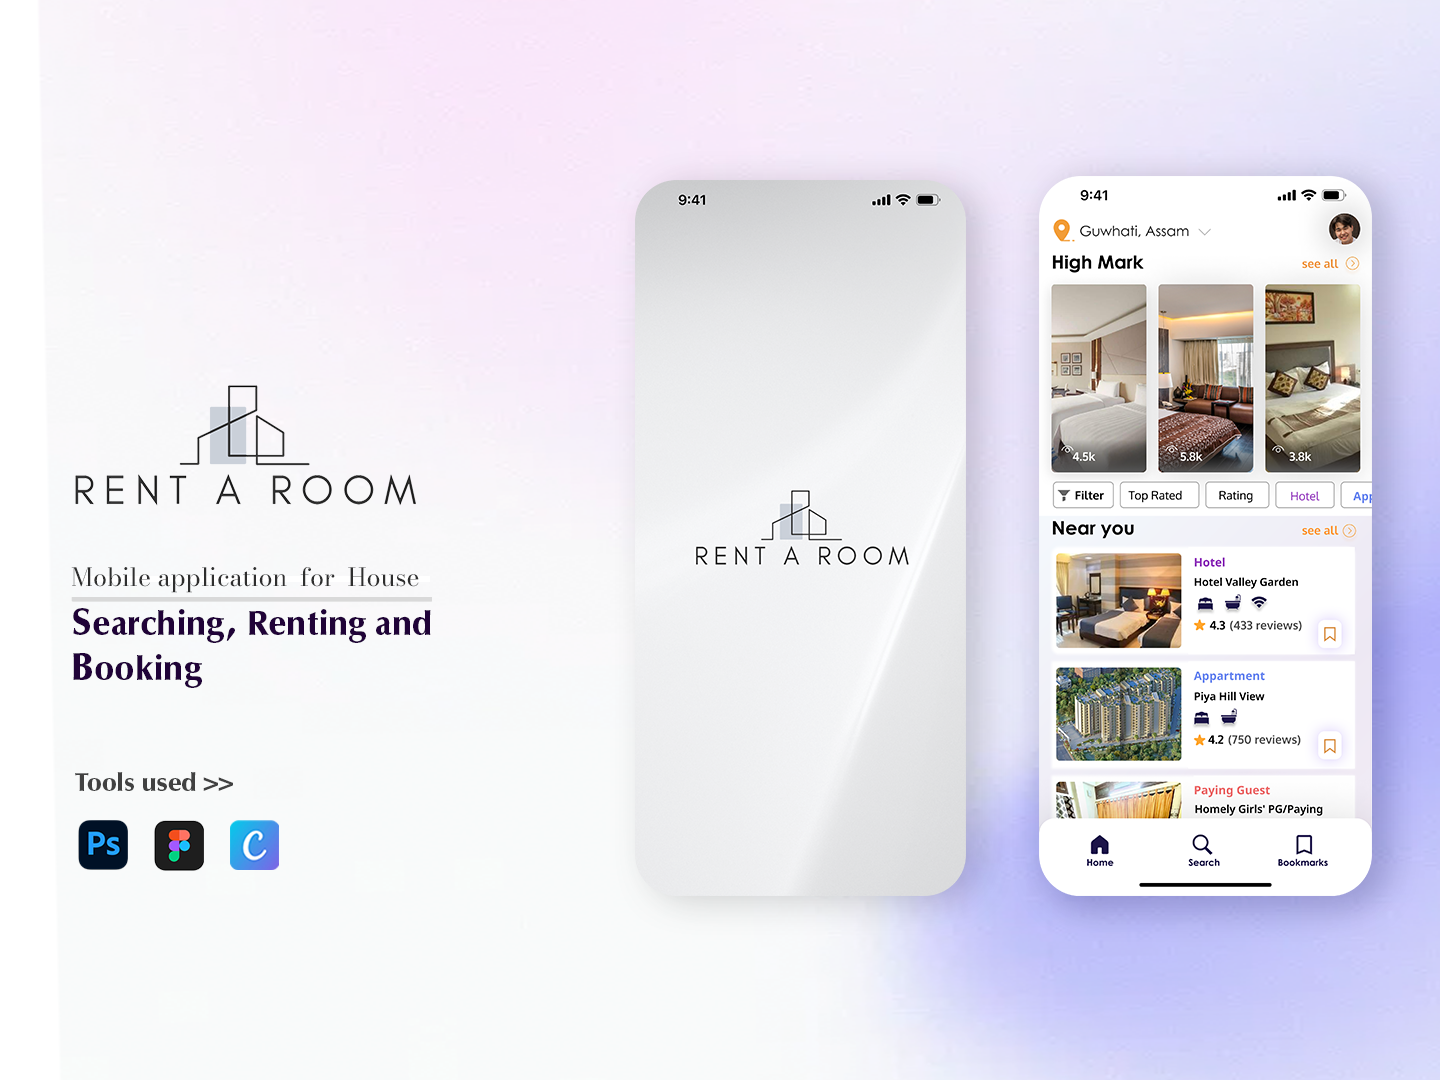 RENT A ROOM
Mobile application for House
Searching, Renting and
Booking
Tools used >>
Ps
C
9:41
RENT A ROOM
9:41
Guwhati, Assam
High Mark
see all
4.5k
5.8k
3.8k
Filter
Top Rated
Rating
Hotel
App
Near you
see all
Hotel
Hotel Valley Garden
4.3 (433 reviews)
Appartment
Piya Hill View
4.2 (750 reviews)
Paying Guest
Homely Girls' PG/Paying
Home
Search
Bookmarks